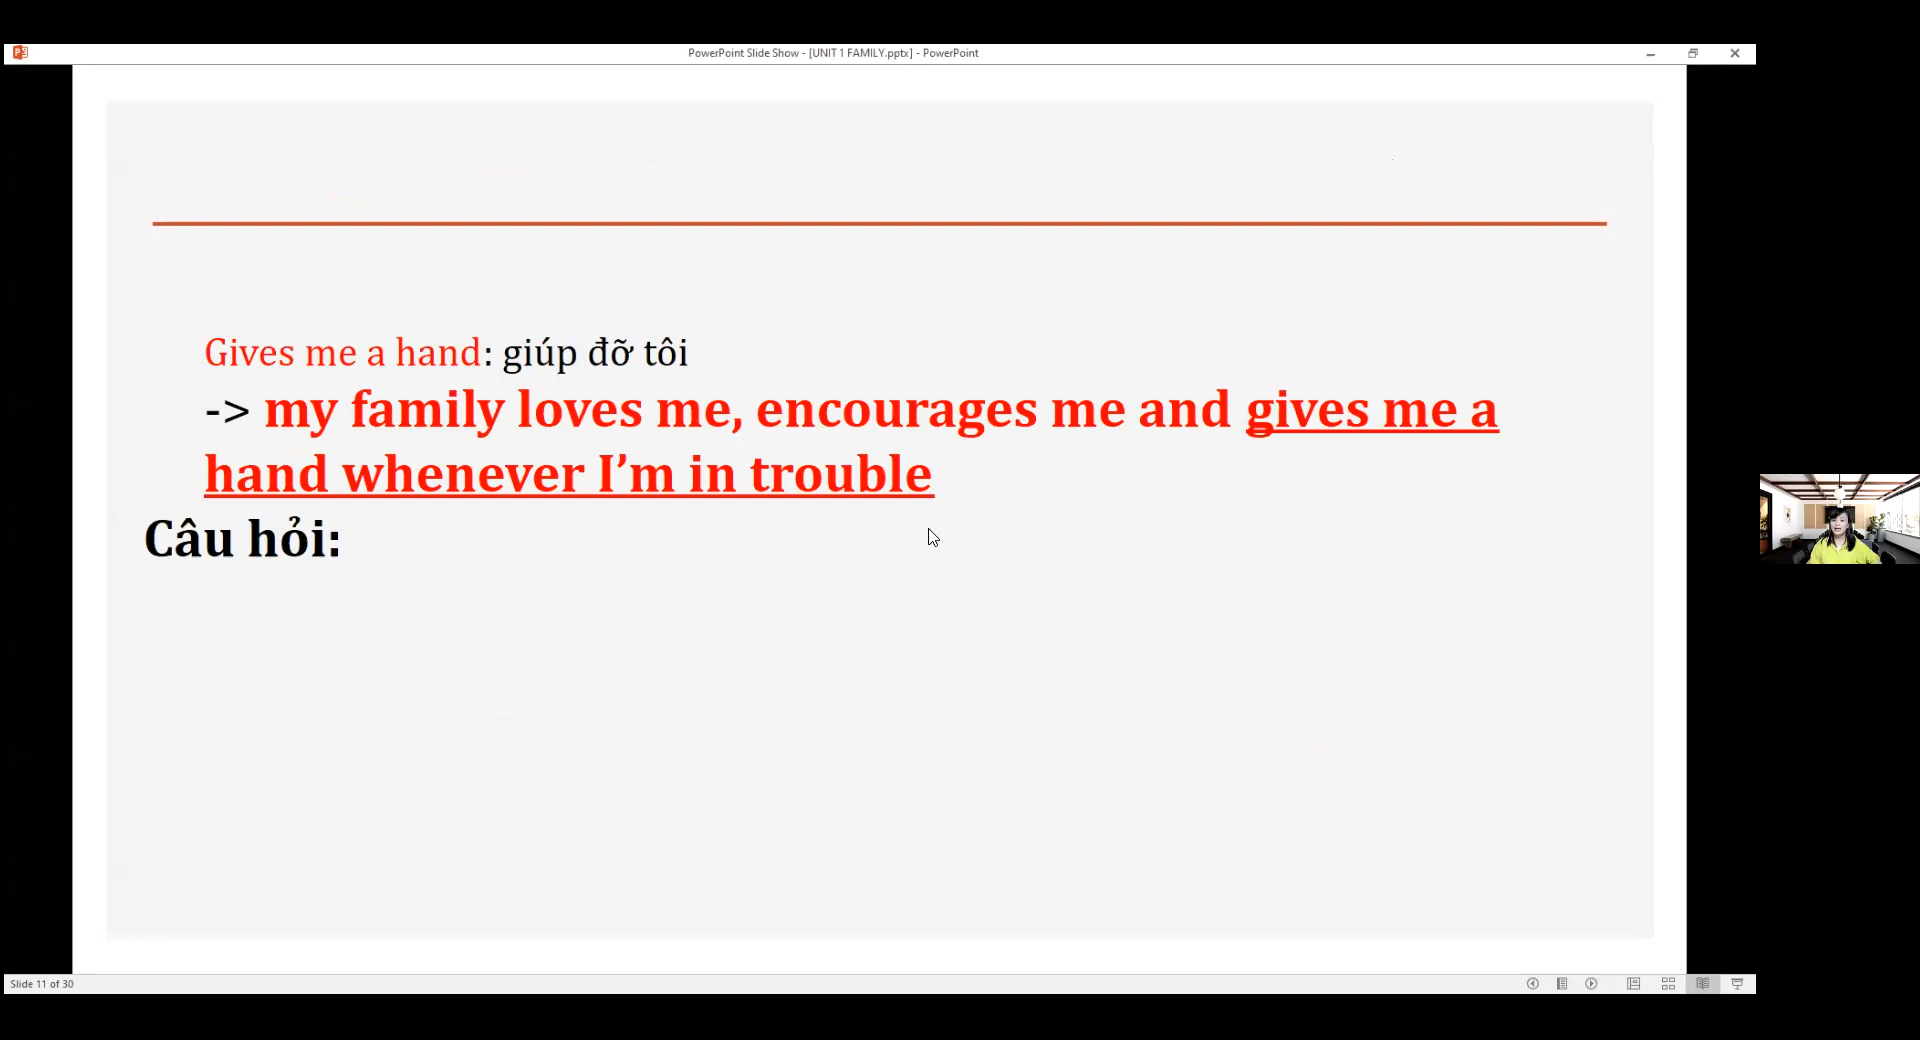 PowerPoint Slide Show - [UNIT 1 FAMILY.pptx] - PowerPoint
Gives me a hand: giúp đỡ tôi
-> my family loves me, encourages me and gives me a
hand whenever I’m in trouble
Câu hỏi:
Slide 11 of 30